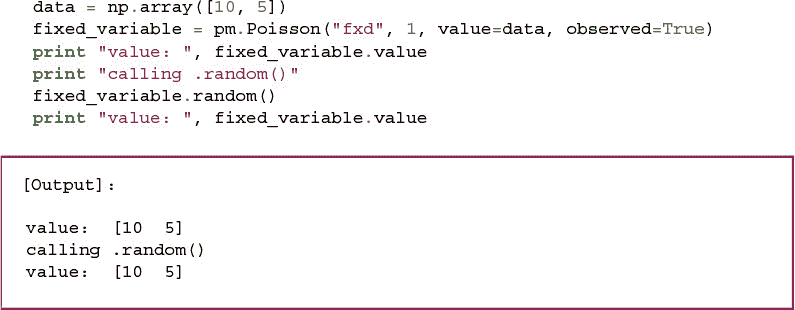 data = np.array([10, 5])
fixed_variable = pm.Poisson("fxd", 1, value=data, observed=True)
print "value: ", fixed_variable.value
print "calling .random()"
fixed_variable.random()
print "value: ", fixed_variable.value
[Output]:
value:  [10  5]
calling .random()
value:  [10  5]